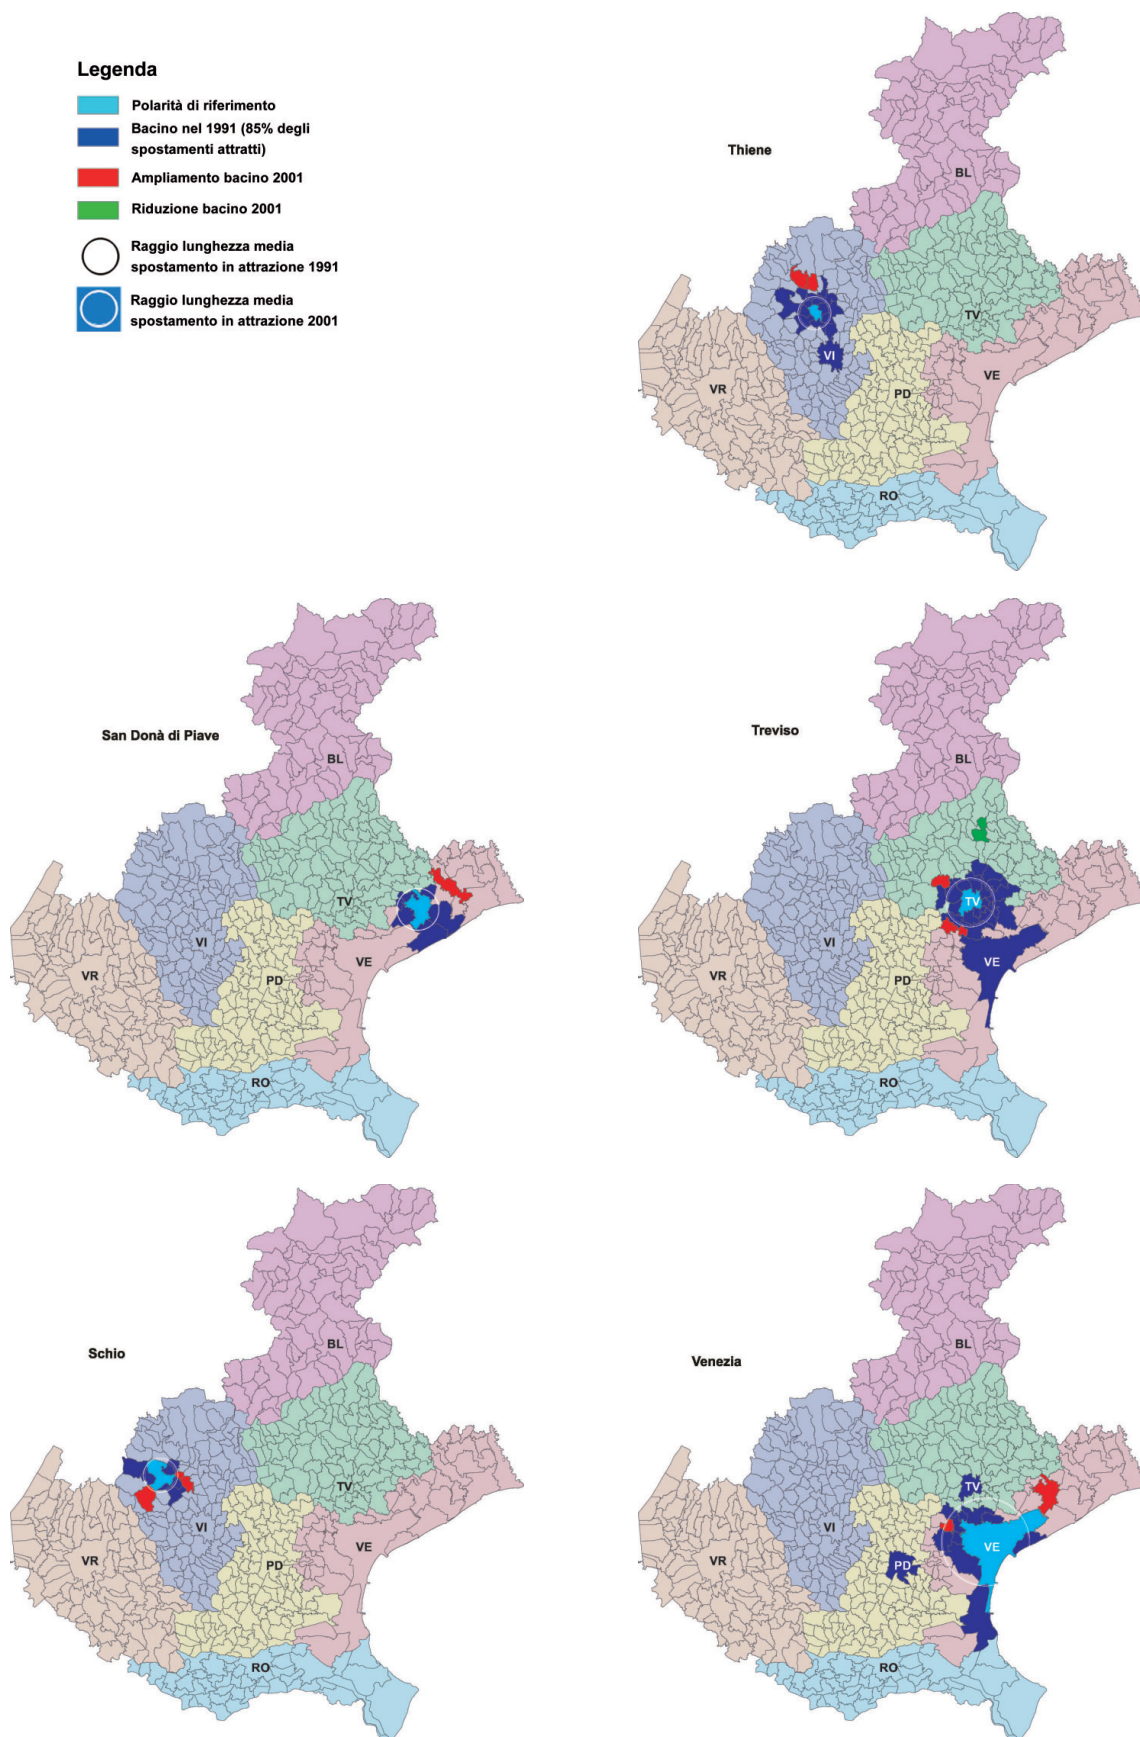 Legenda
Polarità di riferimento
Bacino nel 1991 (85% degli
spostamenti attratti)
Ampliamento bacino 2001
Riduzione bacino 2001
Raggio lunghezza media
spostamento in attrazione 1991
Raggio lunghezza media
spostamento in attrazione 2001
Thiene
BL
TV
VI
VE
VR
PD
RO
San Donà di Piave
BL
TV
VI
VE
VR
PD
RO
Treviso
BL
TV
VI
VE
VR
PD
RO
Schio
BL
TV
VI
VE
VR
PD
RO
Venezia
BL
TV
VI
VE
VR
PD
RO